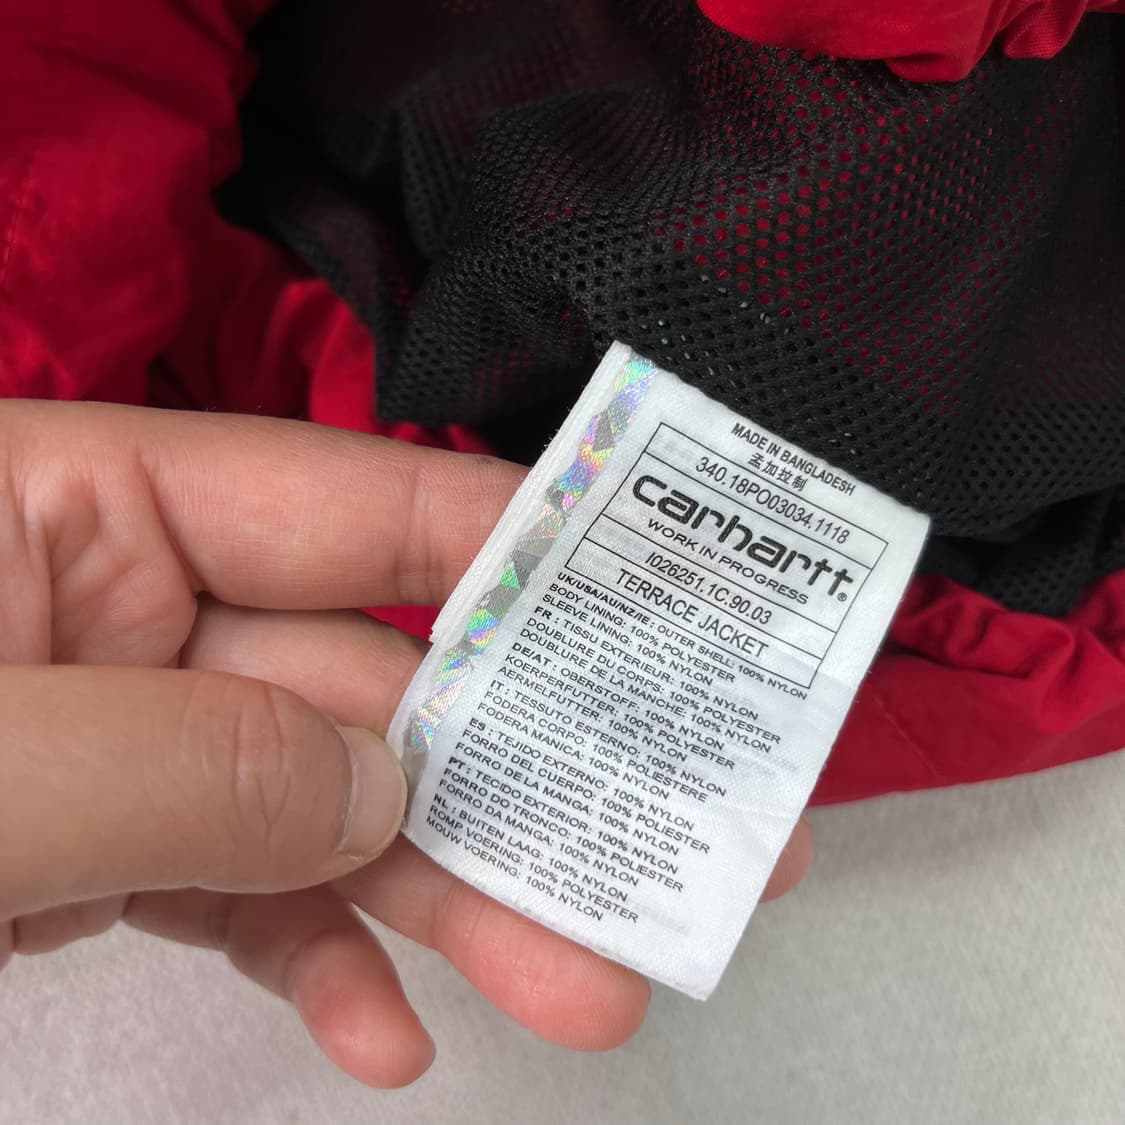 MADE IN BANGLADESH
孟加拉制
340.18PO03034.1118
carhartt®
WORK IN PROGRESS
I026251.1C.90.03
TERRACE JACKET
UK/USA/AU/NZ/IE : OUTER SHELL: 100% NYLON
BODY LINING: 100% POLYESTER
SLEEVE LINING: 100% NYLON
FR : TISSU EXTERIEUR: 100% NYLON
DOUBLURE DU CORPS: 100% POLYESTER
DOUBLURE DE LA MANCHE: 100% NYLON
DE/AT : OBERSTOFF: 100% NYLON
KOERPERFUTTER: 100% POLYESTER
AERMELFUTTER: 100% NYLON
IT : TESSUTO ESTERNO: 100% NYLON
FODERA CORPO: 100% POLIESTERE
FODERA MANICA: 100% NYLON
ES : TEJIDO EXTERNO: 100% NYLON
FORRO DEL CUERPO: 100% POLIESTER
FORRO DE LA MANGA: 100% NYLON
PT : TECIDO EXTERIOR: 100% NYLON
FORRO DO TRONCO: 100% POLIESTER
FORRO DA MANGA: 100% NYLON
NL : BUITEN LAAG: 100% NYLON
ROMP VOERING: 100% POLYESTER
MOUW VOERING: 100% NYLON